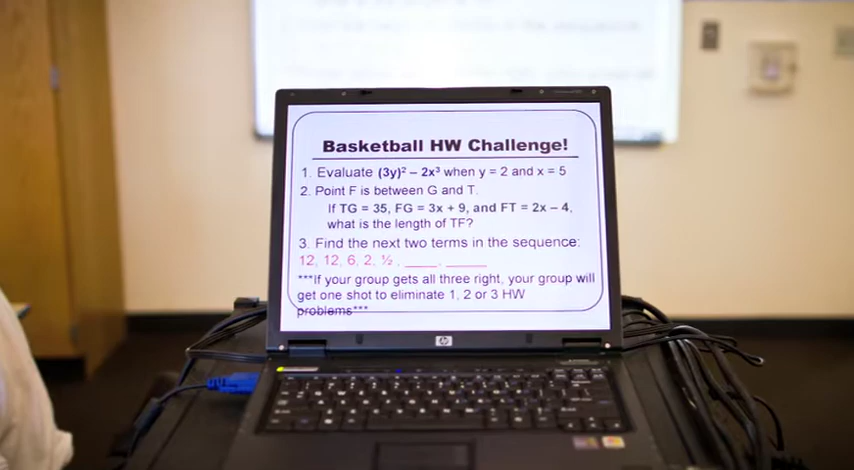 Basketball HW Challenge!
1. Evaluate (3y)² – 2x³ when y = 2 and x = 5
2. Point F is between G and T.
If TG = 35, FG = 3x + 9, and FT = 2x – 4,
what is the length of TF?
3. Find the next two terms in the sequence:
12, 12, 6, 2, ½ , _____, ______
***If your group gets all three right, your group will
get one shot to eliminate 1, 2 or 3 HW
problems***
hp